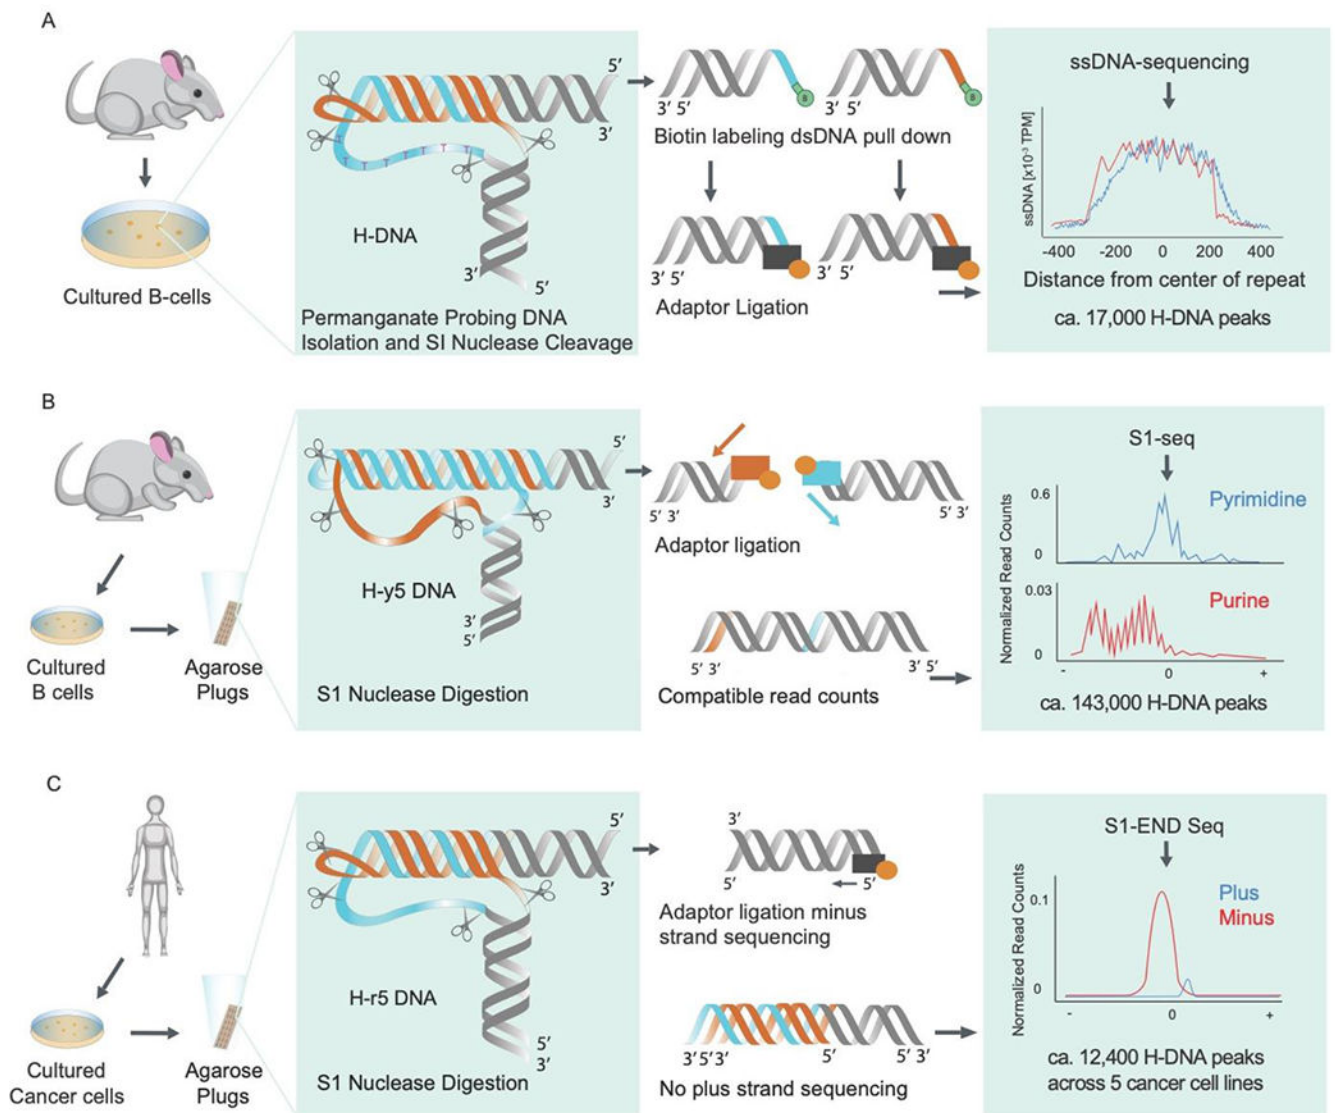 A
5'
3'
H-DNA
3'
5'
Cultured B-cells
Permanganate Probing DNA
Isolation and SI Nuclease Cleavage
3' 5'
B
3' 5'
B
Biotin labeling dsDNA pull down
3' 5'
3' 5'
Adaptor Ligation
ssDNA-sequencing
ssDNA [x10-3 TPM]
-400 -200 0 200 400
Distance from center of repeat
ca. 17,000 H-DNA peaks
T T T T T T
B
5'
3'
H-y5 DNA
3'
5'
Cultured
B cells
Agarose
Plugs
S1 Nuclease Digestion
5' 3'
5' 3'
Adaptor ligation
5' 3'
3' 5'
Compatible read counts
S1-seq
Normalized Read Counts
0.6
Pyrimidine
0
0.03
Purine
0
- 0 +
ca. 143,000 H-DNA peaks
C
5'
3'
H-r5 DNA
5'
3'
Cultured
Cancer cells
Agarose
Plugs
S1 Nuclease Digestion
3'
5'
5'
Adaptor ligation minus
strand sequencing
3' 5' 3'
5'
5' 3'
No plus strand sequencing
S1-END Seq
Normalized Read Counts
0.1
Plus
Minus
0
- 0 +
ca. 12,400 H-DNA peaks
across 5 cancer cell lines